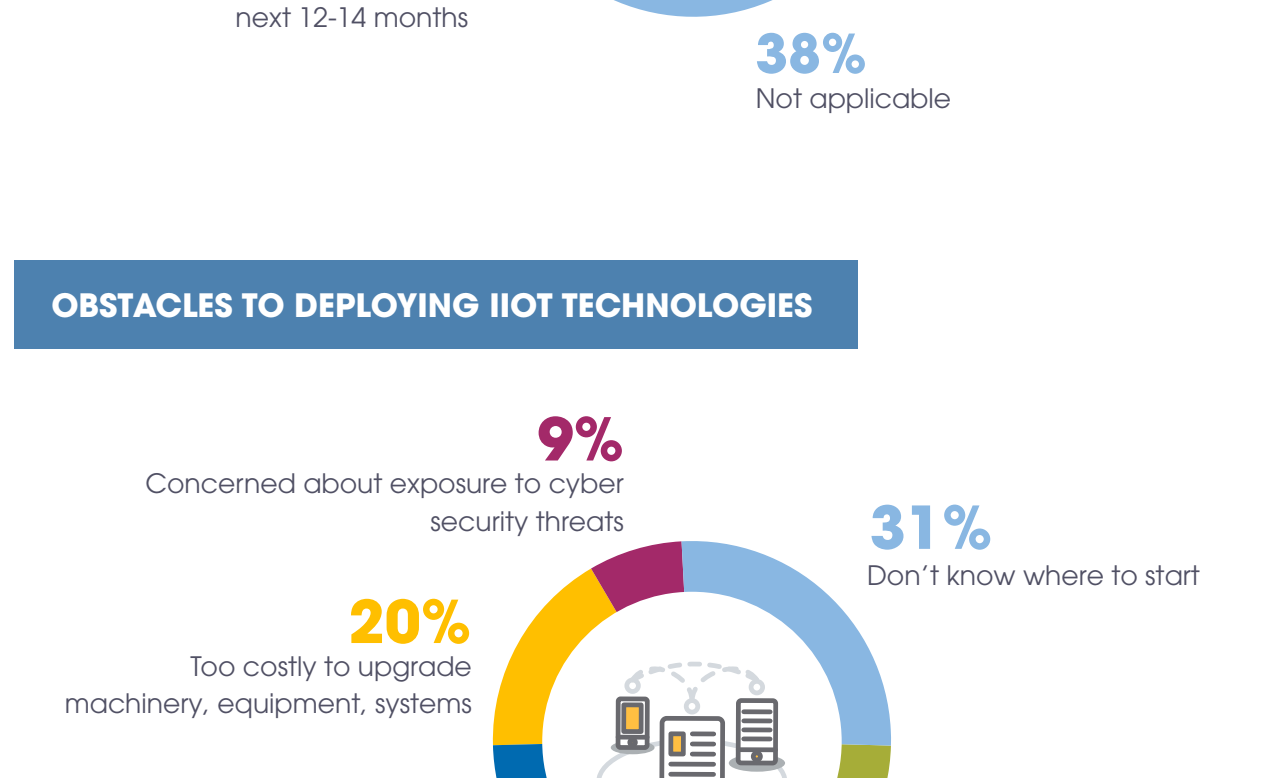 next 12-14 months
38%
Not applicable
OBSTACLES TO DEPLOYING IIOT TECHNOLOGIES
9%
Concerned about exposure to cyber
security threats
31%
Don't know where to start
20%
Too costly to upgrade
machinery, equipment, systems